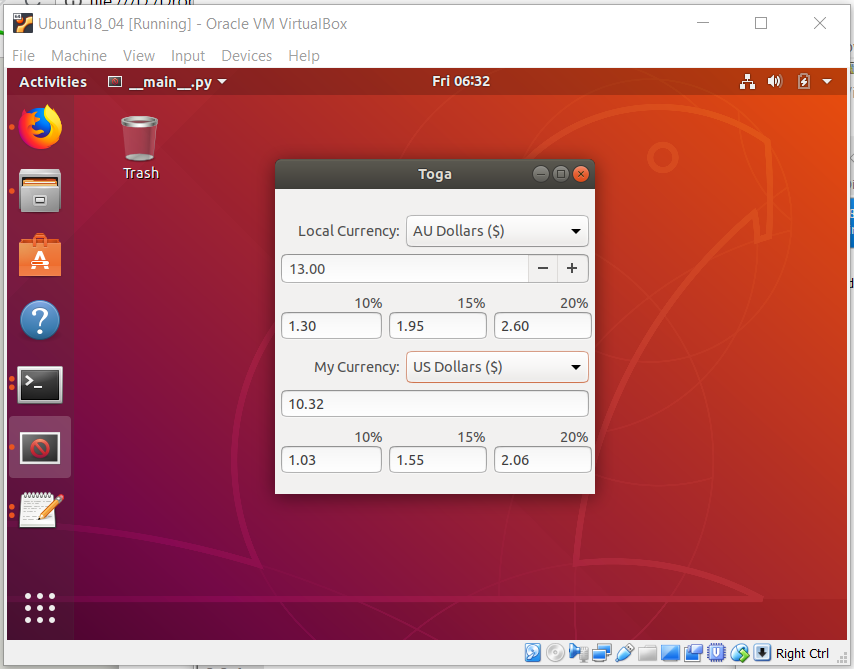 Ubuntu18_04 [Running] - Oracle VM VirtualBox
File Machine View Input Devices Help
Activities __main__.py Fri 06:32
Trash
Toga
Local Currency: AU Dollars ($)
13.00
10% 15% 20%
1.30 1.95 2.60
My Currency: US Dollars ($)
10.32
10% 15% 20%
1.03 1.55 2.06
Right Ctrl